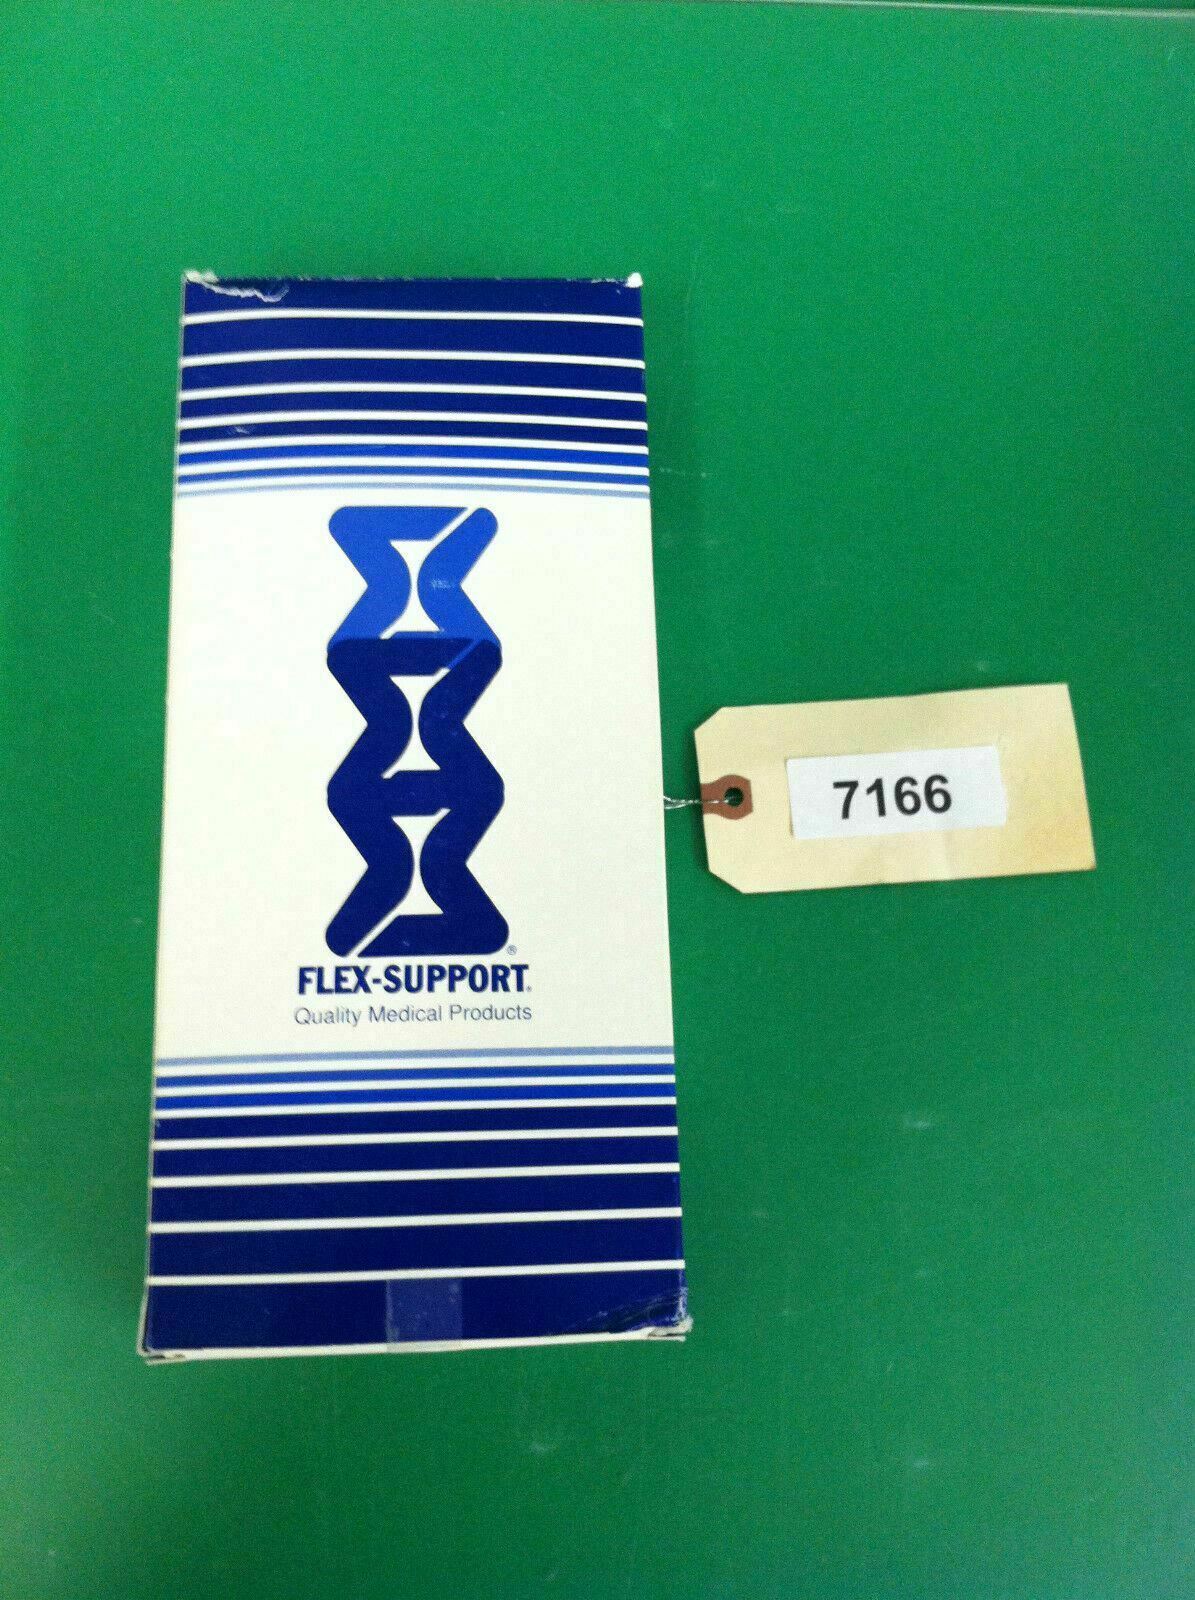 ®
FLEX-SUPPORT.
Quality Medical Products
7166